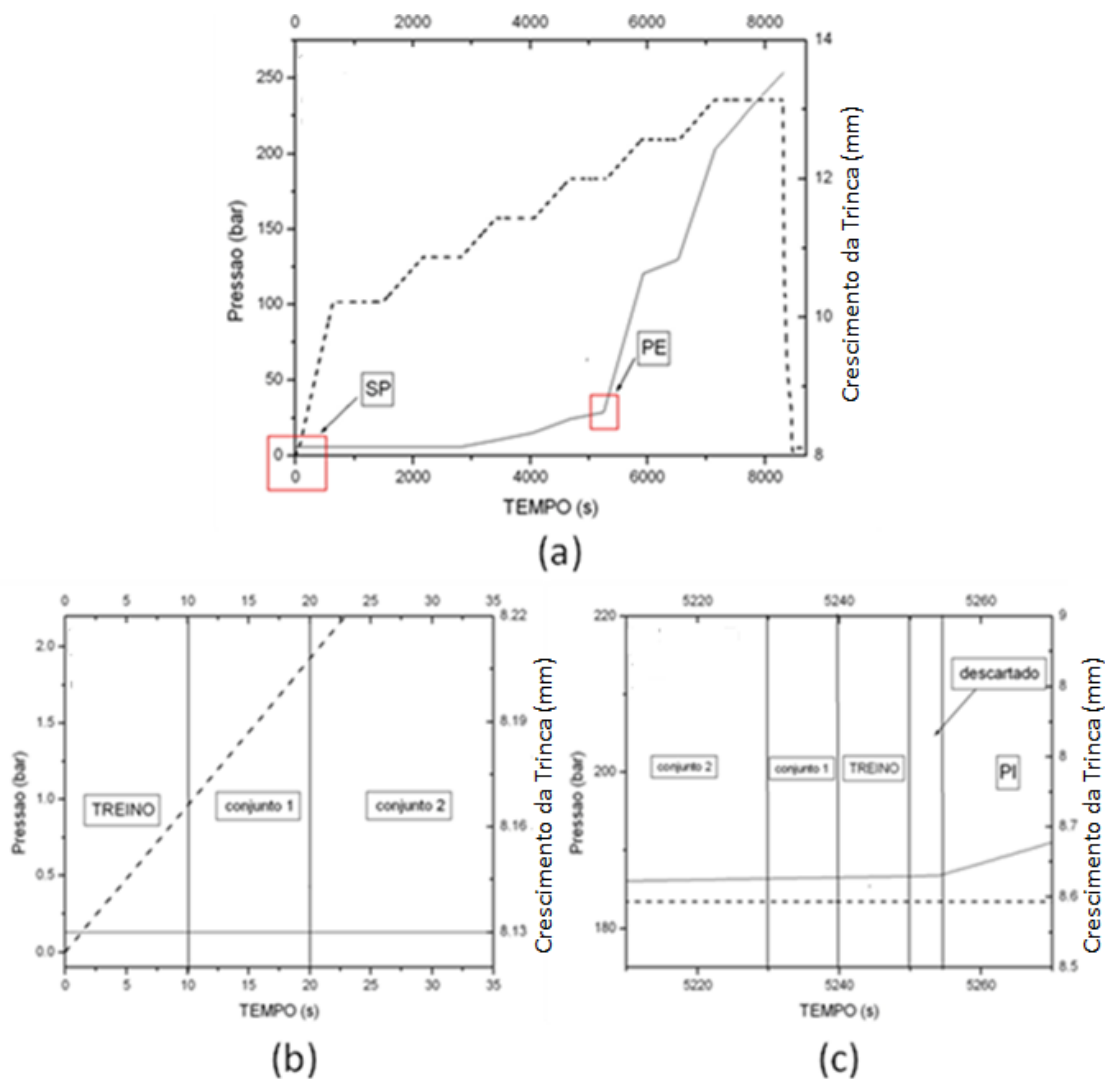 0 2000 4000 6000 8000
14
12
10
8
250
200
150
100
50
0
Pressao (bar)
Crescimento da Trinca (mm)
SP
PE
0 2000 4000 6000 8000
TEMPO (s)
(a)
0 5 10 15 20 25 30 35
2.0
1.5
1.0
0.5
0.0
Pressao (bar)
TREINO
conjunto 1
conjunto 2
8.22
8.19
8.16
8.13
Crescimento da Trinca (mm)
0 5 10 15 20 25 30 35
TEMPO (s)
(b)
5220 5240 5260
220
200
180
Pressao (bar)
conjunto 2
conjunto 1
TREINO
descartado
PI
9
8
8
8.7
8.6
8.5
Crescimento da Trinca (mm)
5220 5240 5260
TEMPO (s)
(c)